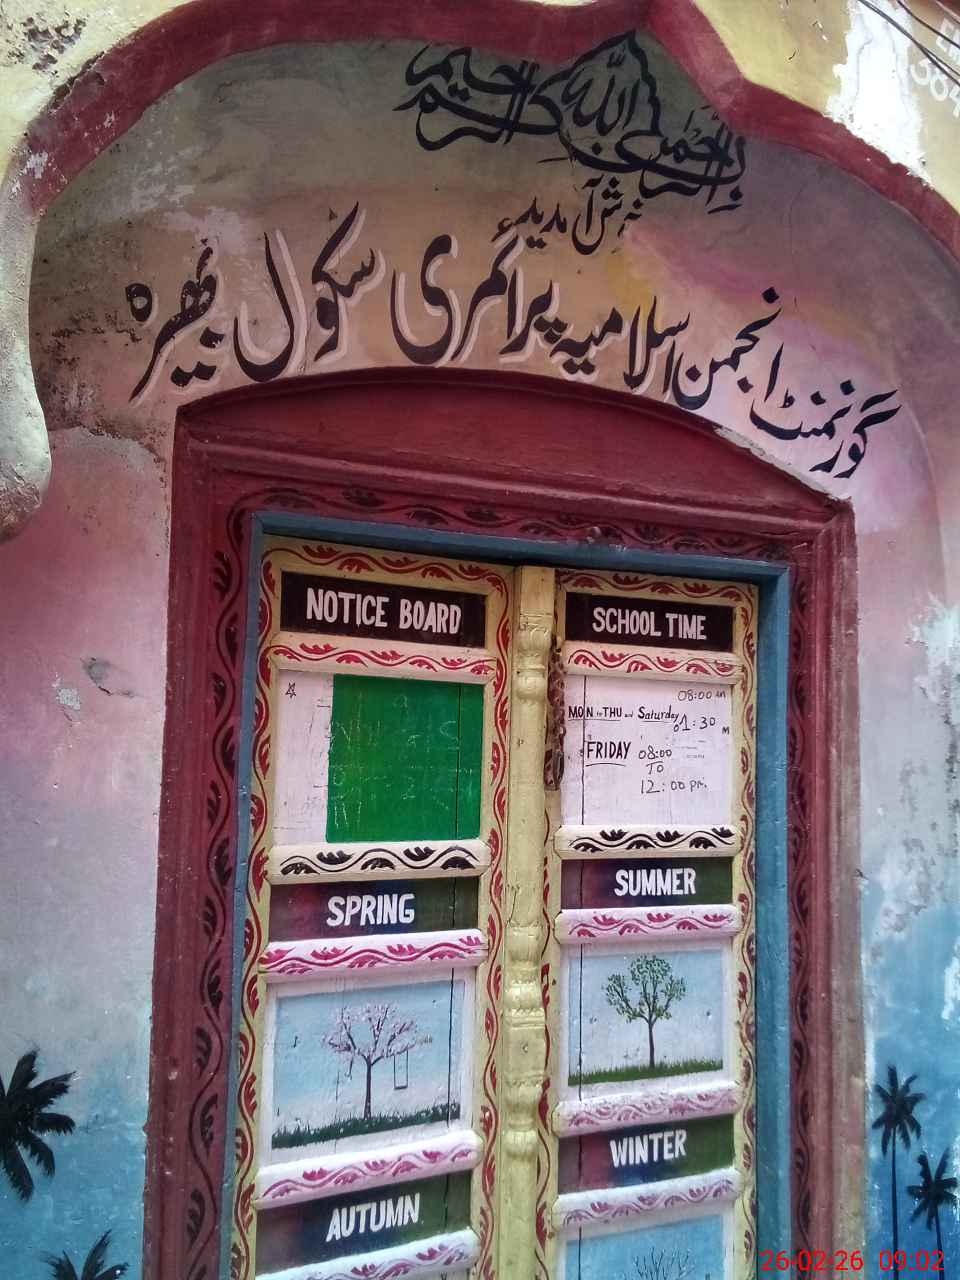 بسم اللہ الرحمن الرحیم
خوش آمدید
گورنمنٹ انجمن اسلامیہ پرائمری سکول بھیرہ
NOTICE BOARD
SCHOOL TIME
08:00 AM
MON TO THU and Saturday 01:30 PM
FRIDAY 08:00
TO
12:00 pm.
SPRING
SUMMER
AUTUMN
WINTER
26-02-26 09:02